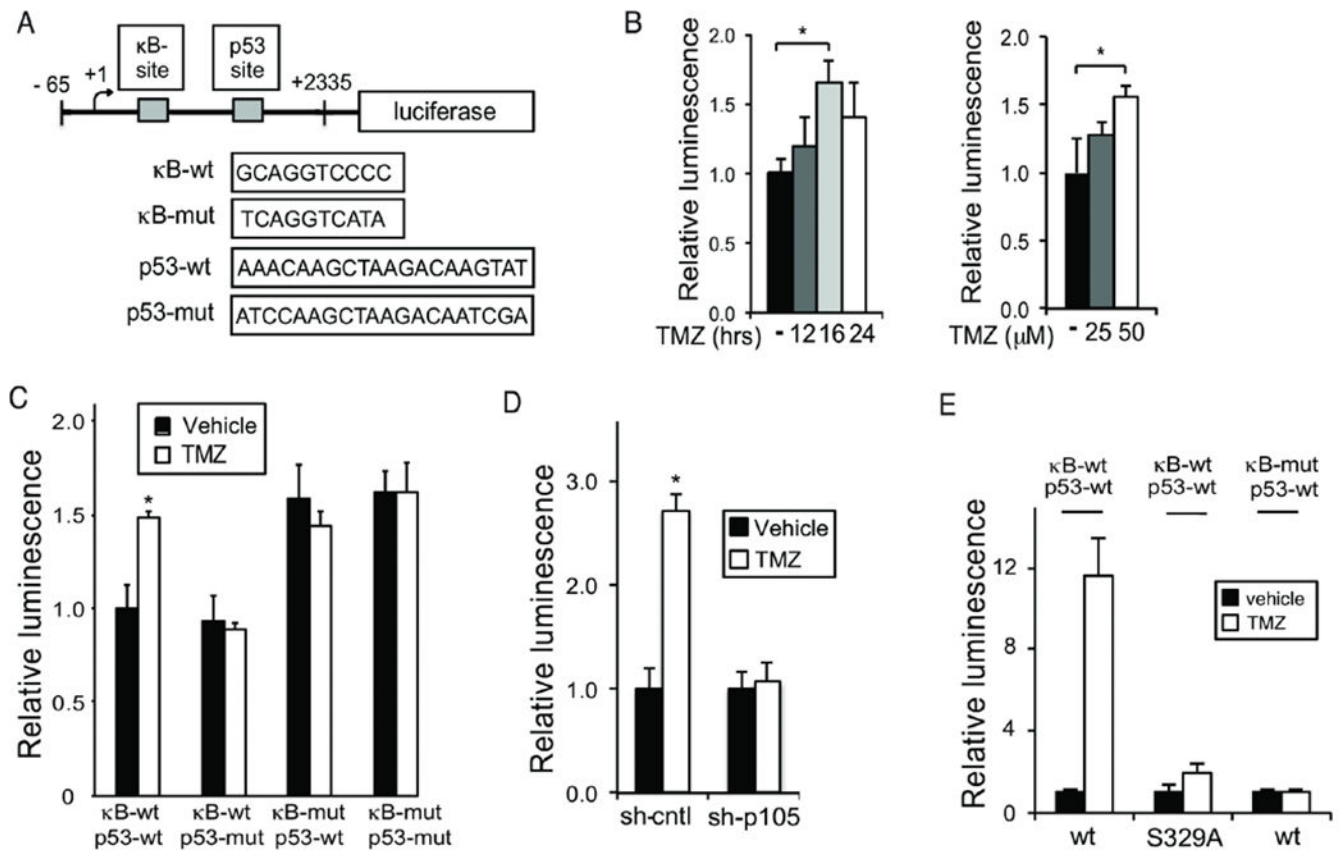 A
κB-
site
p53
site
- 65
+1
+2335
luciferase
κB-wt
GCAGGTCCCC
κB-mut
TCAGGTCATA
p53-wt
AAACAAGCTAAGACAAGTAT
p53-mut
ATCCAAGCTAAGACAATCGA
B
Relative luminescence
2.0
1.5
1.0
0.5
0.0
*
TMZ (hrs) - 12 16 24
Relative luminescence
2.0
1.5
1.0
0.5
0.0
*
TMZ (μM) - 25 50
C
Relative luminescence
2.0
1.5
1.0
0.5
0
Vehicle
TMZ
*
κB-wt κB-wt κB-mut κB-mut
p53-wt p53-mut p53-wt p53-mut
D
Relative luminescence
3.0
2.0
1.0
0.0
*
Vehicle
TMZ
sh-cntl sh-p105
E
κB-wt κB-wt κB-mut
p53-wt p53-wt p53-wt
Relative luminescence
12
8
4
0
vehicle
TMZ
wt S329A wt